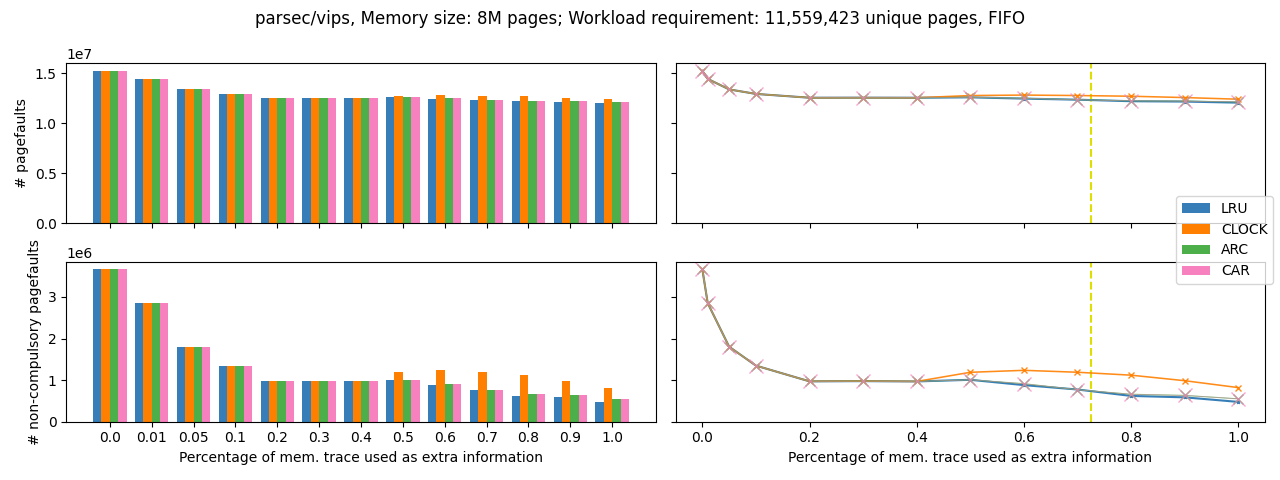 parsec/vips, Memory size: 8M pages; Workload requirement: 11,559,423 unique pages, FIFO
1e7
1.5
1.0
0.5
0.0
# pagefaults
LRU
CLOCK
ARC
CAR
1e6
3
2
1
0
# non-compulsory pagefaults
0.0 0.01 0.05 0.1 0.2 0.3 0.4 0.5 0.6 0.7 0.8 0.9 1.0
Percentage of mem. trace used as extra information
0.0 0.2 0.4 0.6 0.8 1.0
Percentage of mem. trace used as extra information